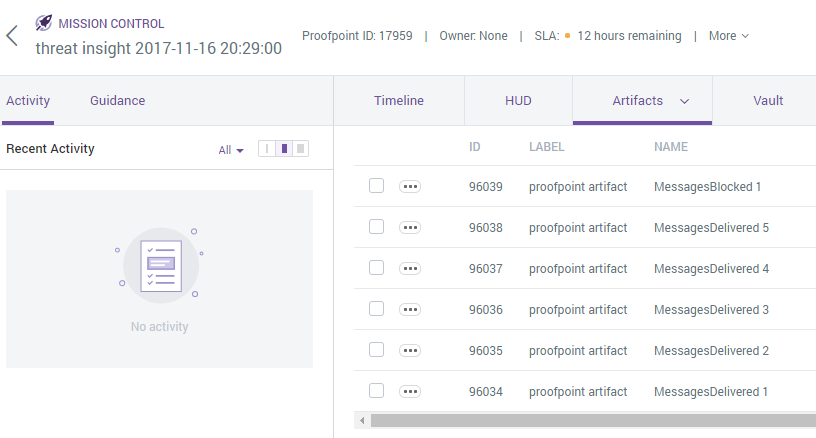 MISSION CONTROL
threat insight 2017-11-16 20:29:00
Proofpoint ID: 17959 | Owner: None | SLA: 12 hours remaining | More
Activity Guidance
Timeline HUD Artifacts Vault
Recent Activity All
No activity
ID LABEL NAME
96039 proofpoint artifact MessagesBlocked 1
96038 proofpoint artifact MessagesDelivered 5
96037 proofpoint artifact MessagesDelivered 4
96036 proofpoint artifact MessagesDelivered 3
96035 proofpoint artifact MessagesDelivered 2
96034 proofpoint artifact MessagesDelivered 1